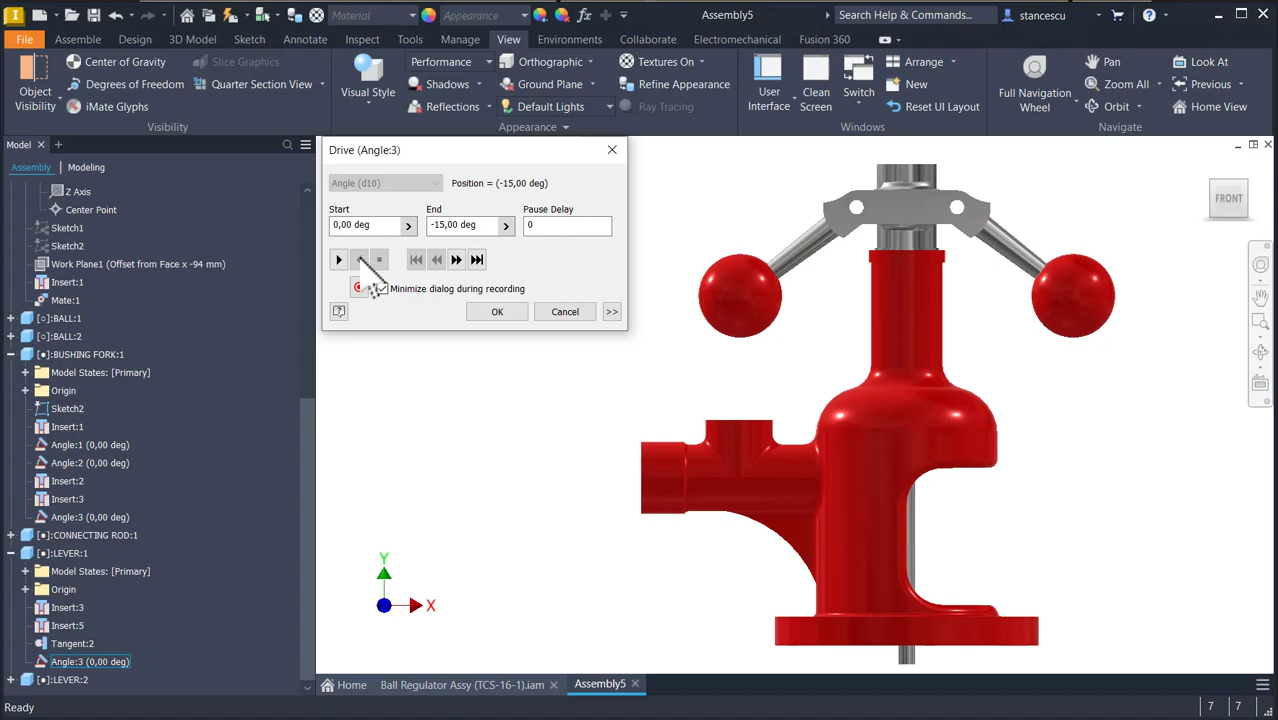 Material
Appearance
Assembly5
Search Help & Commands...
stancescu
File
Assemble
Design
3D Model
Sketch
Annotate
Inspect
Tools
Manage
View
Environments
Collaborate
Electromechanical
Fusion 360
Object Visibility
Center of Gravity
Degrees of Freedom
iMate Glyphs
Slice Graphics
Quarter Section View
Visibility
Visual Style
Performance
Shadows
Reflections
Orthographic
Ground Plane
Default Lights
Textures On
Refine Appearance
Ray Tracing
Appearance
User Interface
Clean Screen
Switch
Arrange
New
Reset UI Layout
Windows
Full Navigation Wheel
Pan
Zoom All
Orbit
Look At
Previous
Home View
Navigate
Model
Assembly
Modeling
Z Axis
Center Point
Sketch1
Sketch2
Work Plane1 (Offset from Face x -94 mm)
Insert:1
Mate:1
[○]:BALL:1
[○]:BALL:2
[●]:BUSHING FORK:1
Model States: [Primary]
Origin
Sketch2
Insert:1
Angle:1 (0,00 deg)
Angle:2 (0,00 deg)
Insert:2
Insert:3
Angle:3 (0,00 deg)
[●]:CONNECTING ROD:1
[●]:LEVER:1
Model States: [Primary]
Origin
Insert:3
Insert:5
Tangent:2
Angle:3 (0,00 deg)
[●]:LEVER:2
Drive (Angle:3)
Angle (d10)
Position = (-15,00 deg)
Start
End
Pause Delay
0,00 deg
-15,00 deg
0
Minimize dialog during recording
OK
Cancel
>>
FRONT
Y
X
Home
Ball Regulator Assy (TCS-16-1).iam
Assembly5
Ready
7
7